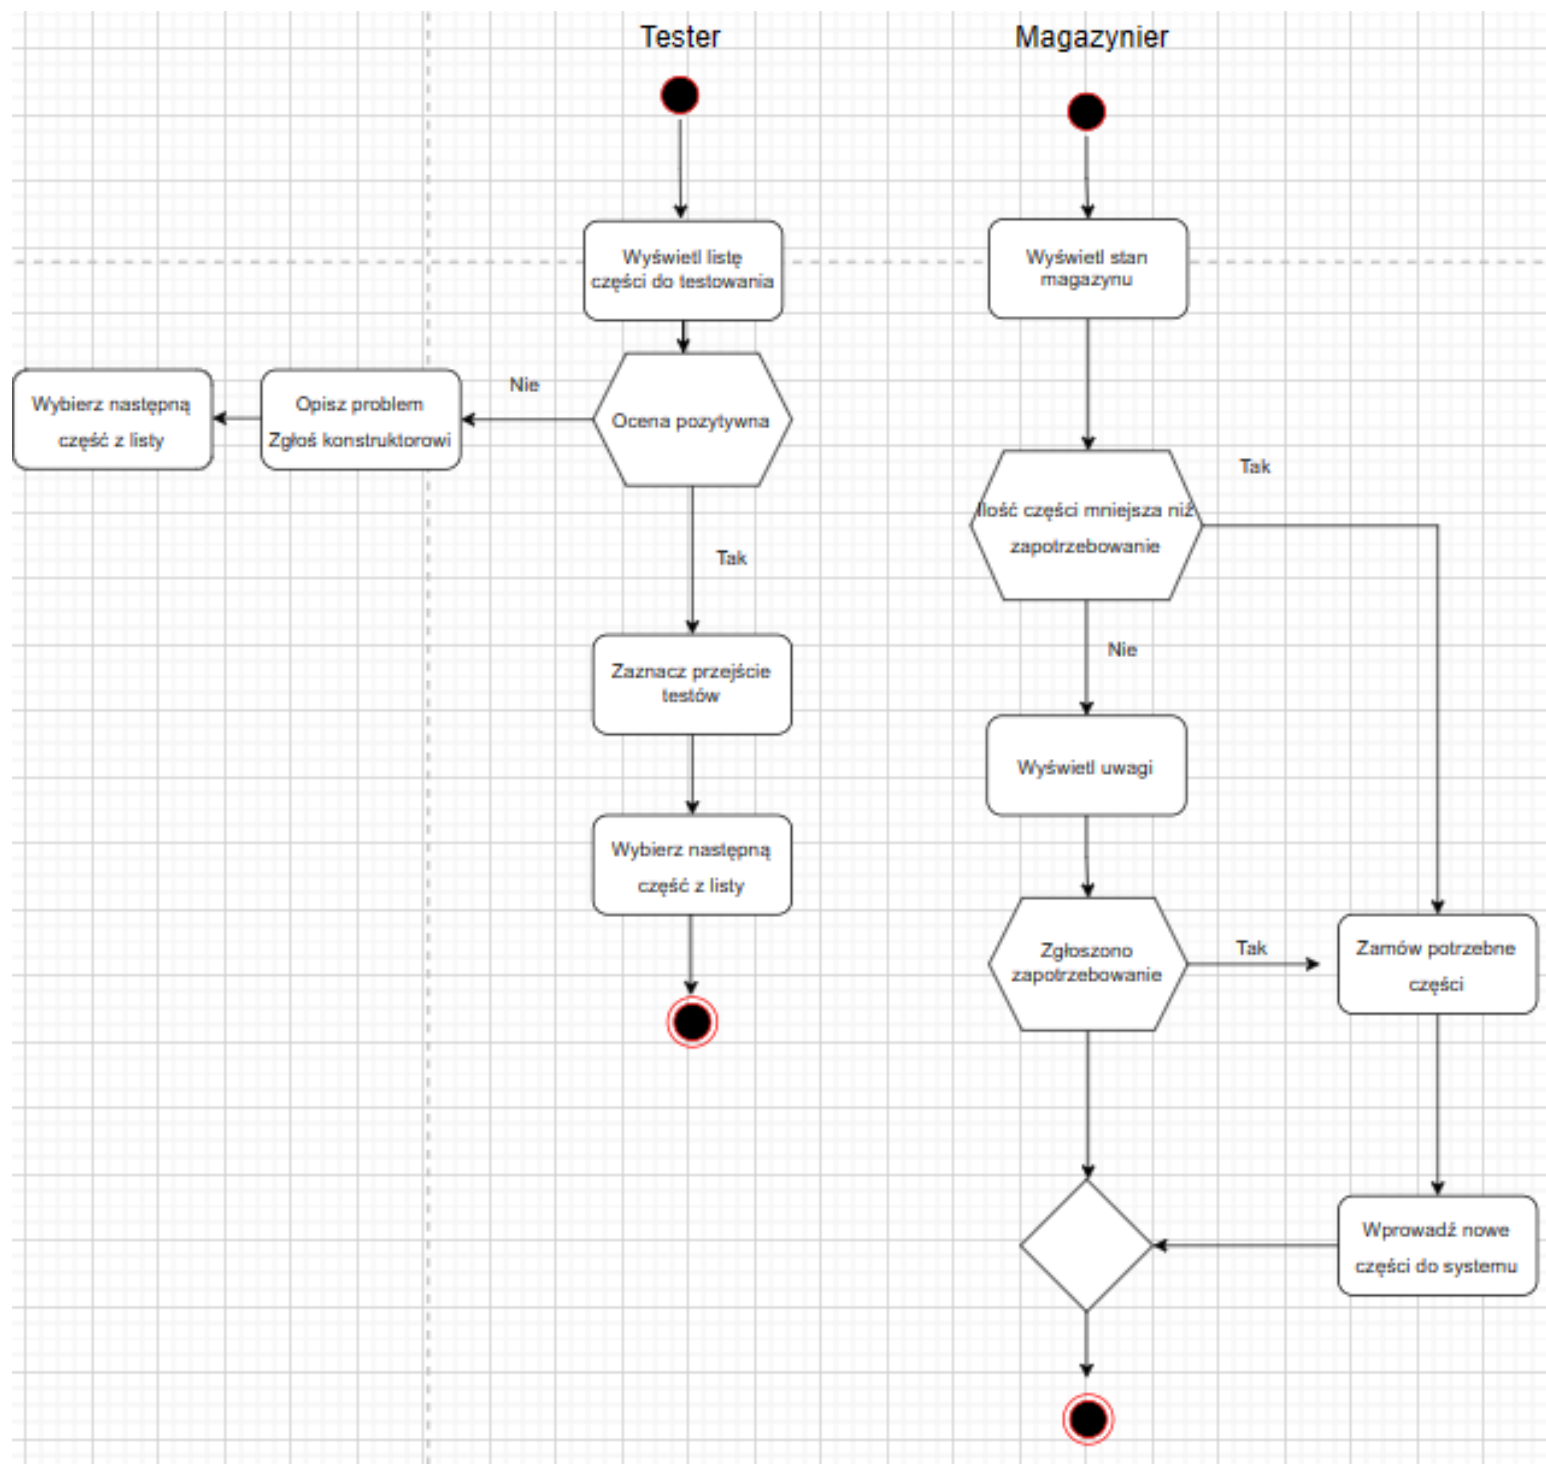 Tester
Wyświetl listę
części do testowania
Ocena pozytywna
Nie
Opisz problem
Zgłoś konstruktorowi
Wybierz następną
część z listy
Tak
Zaznacz przejście
testów
Wybierz następną
część z listy
Magazynier
Wyświetl stan
magazynu
Ilość części mniejsza niż
zapotrzebowanie
Tak
Nie
Wyświetl uwagi
Zgłoszono
zapotrzebowanie
Tak
Zamów potrzebne
części
Wprowadź nowe
części do systemu